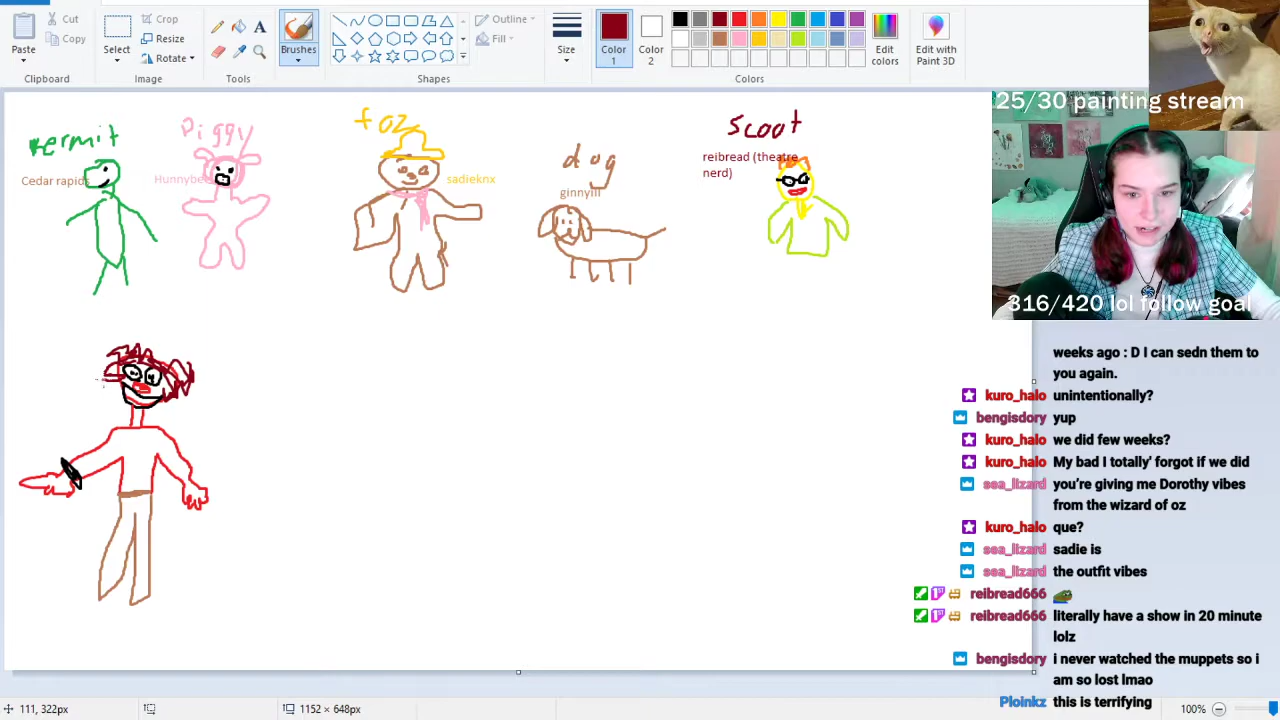 Paste
Cut
Copy
Clipboard
Select
Crop
Resize
Rotate
Image
Tools
Brushes
Outline
Fill
Shapes
Size
Color
1
Color
2
Edit
colors
Colors
Edit with
Paint 3D
25/30 painting stream
316/420 lol follow goal
kermit
Cedar rapids
Piggy
Hunnybe
foz
sadieknx
dog
ginnyili
scoot
reibread (theatre
nerd)
weeks ago : D I can sedn them to
you again.
kuro_halo unintentionally?
bengisdory yup
kuro_halo we did few weeks?
kuro_halo My bad I totally' forgot if we did
sea_lizard you're giving me Dorothy vibes
from the wizard of oz
kuro_halo que?
sea_lizard sadie is
sea_lizard the outfit vibes
reibread666
reibread666 literally have a show in 20 minute
lolz
bengisdory i never watched the muppets so i
am so lost lmao
Ploinkz this is terrifying
111, 322px
1152 × 648px
100%